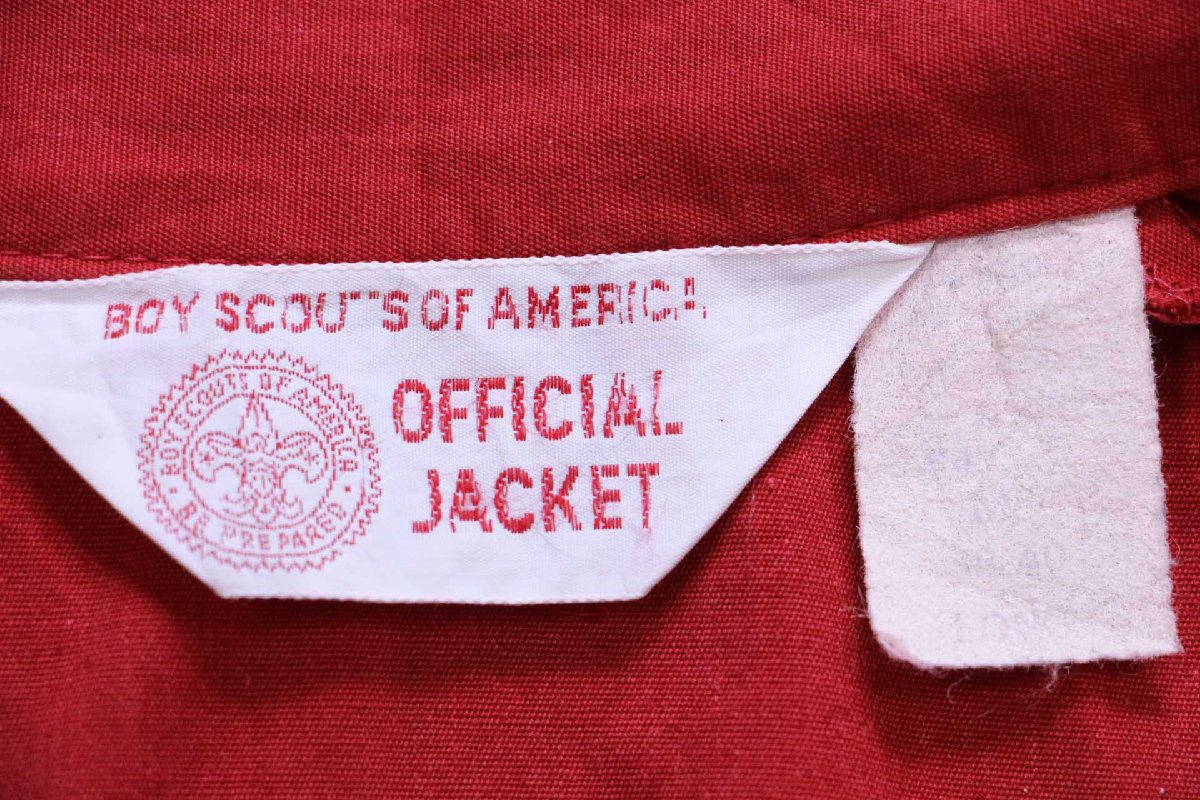 BOY SCOUTS OF AMERICA
OFFICIAL
JACKET
BOY SCOUTS OF AMERICA
BE PREPARED